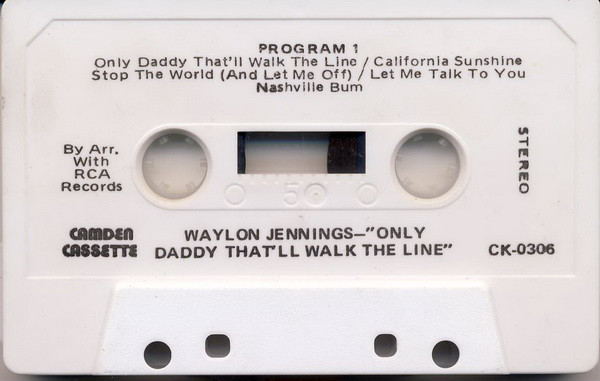 PROGRAM 1
Only Daddy That'll Walk The Line / California Sunshine
Stop The World (And Let Me Off) / Let Me Talk To You
Nashville Bum
By Arr.
With
RCA
Records
STEREO
50
CAMDEN
CASSETTE
WAYLON JENNINGS—"ONLY
DADDY THAT'LL WALK THE LINE"
CK-0306